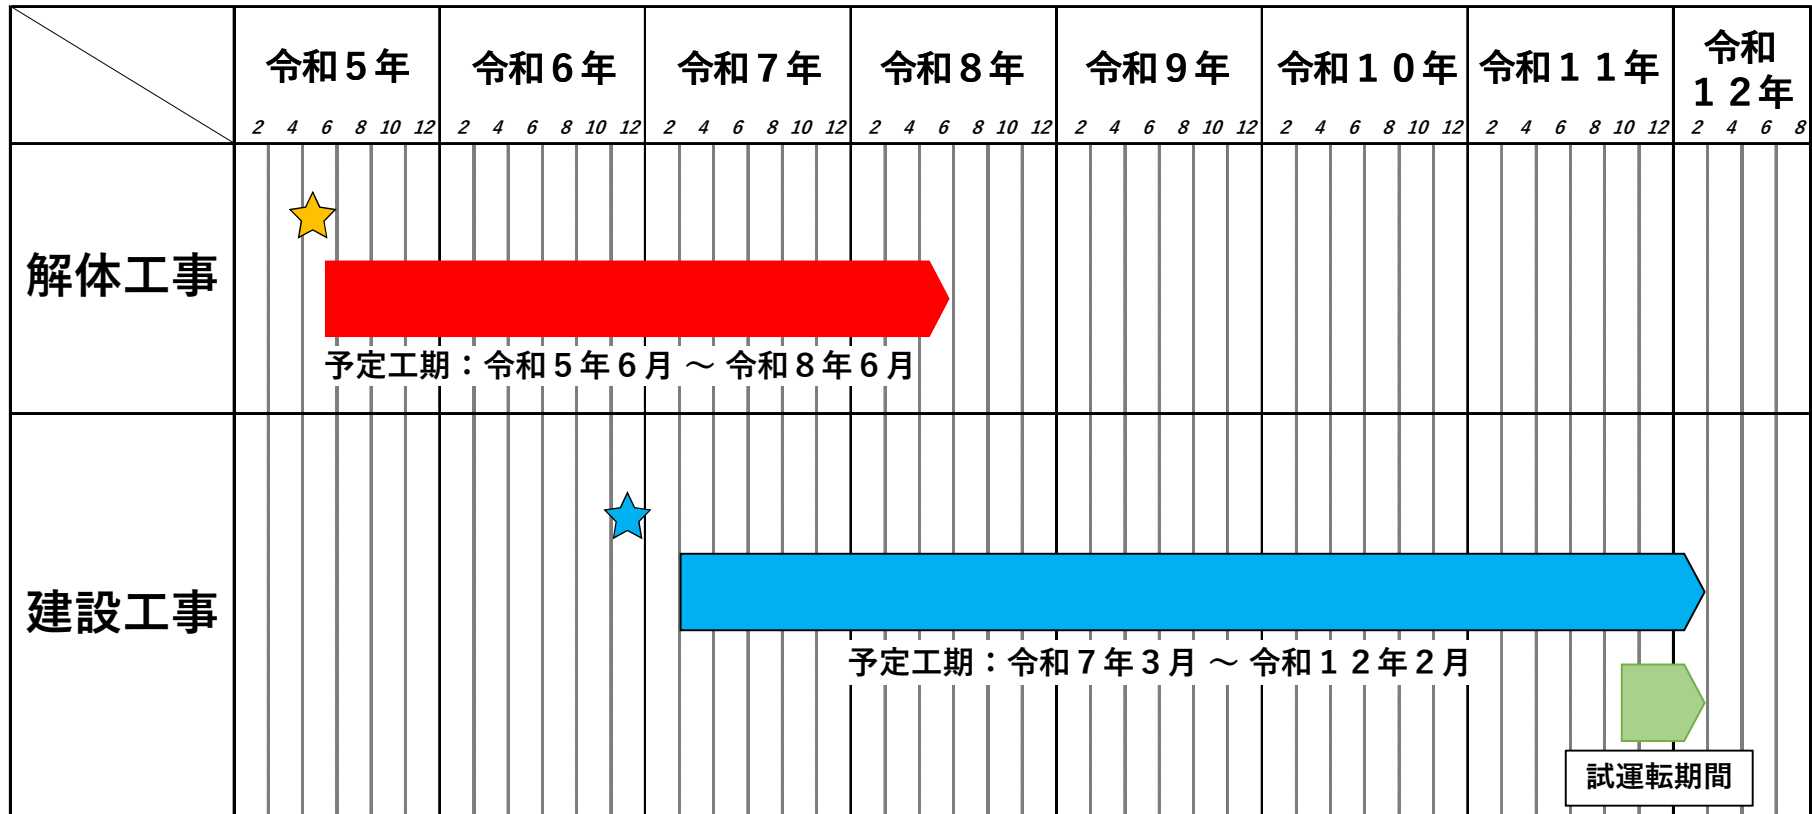 令和５年 令和６年 令和７年 令和８年 令和９年 令和１０年 令和１１年 令和
１２年
2 4 6 8 10 12 2 4 6 8 10 12 2 4 6 8 10 12 2 4 6 8 10 12 2 4 6 8 10 12 2 4 6 8 10 12 2 4 6 8 10 12 2 4 6 8
解体工事
予定工期：令和５年６月 ～ 令和８年６月
建設工事
予定工期：令和７年３月 ～ 令和１２年２月
試運転期間